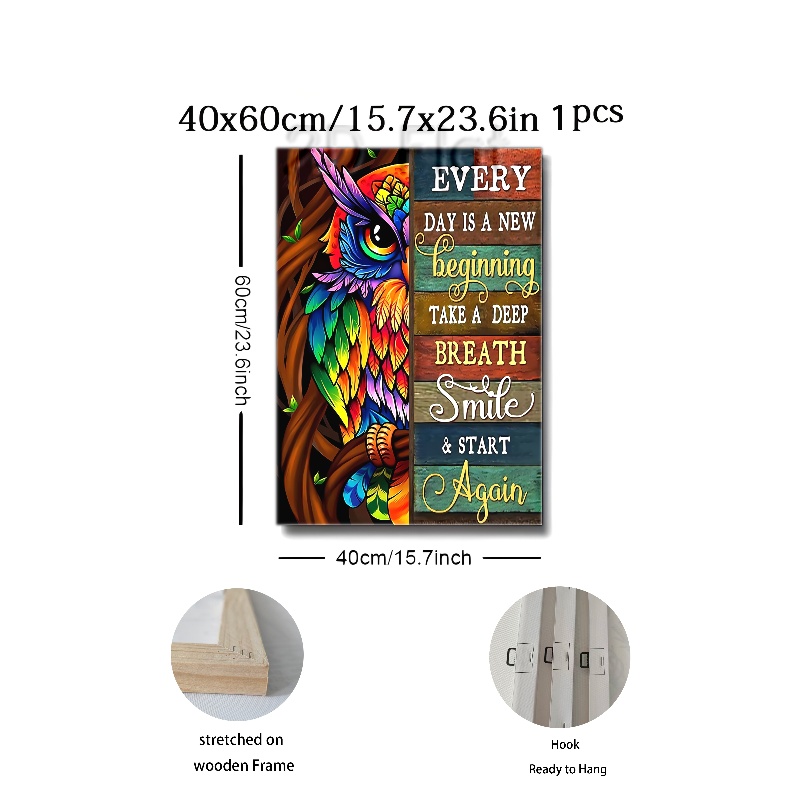 40x60cm/15.7x23.6in 1pcs
60cm/23.6inch
EVERY
DAY IS A NEW
beginning
TAKE A DEEP
BREATH
Smile
& START
Again
40cm/15.7inch
stretched on
wooden Frame
Hook
Ready to Hang